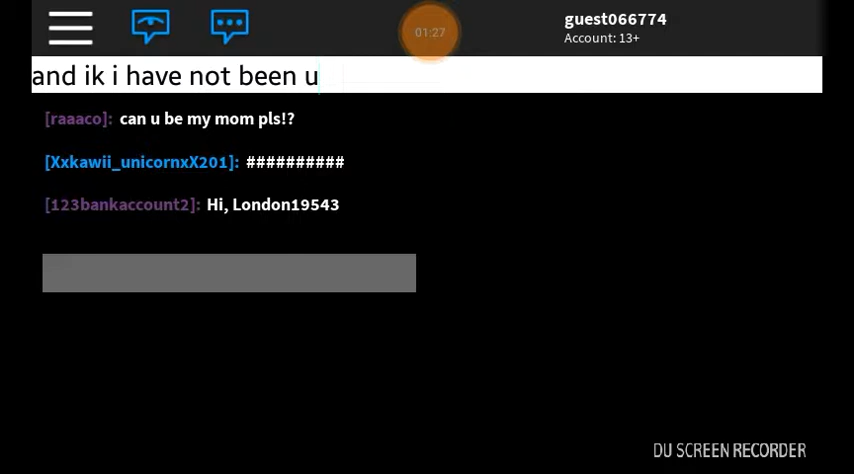 guest066774
Account: 13+
01:27
and ik i have not been u
[raaaco]: can u be my mom pls!?
[Xxkawii_unicornxX201]: ##########
[123bankaccount2]: Hi, London19543
DU SCREEN RECORDER